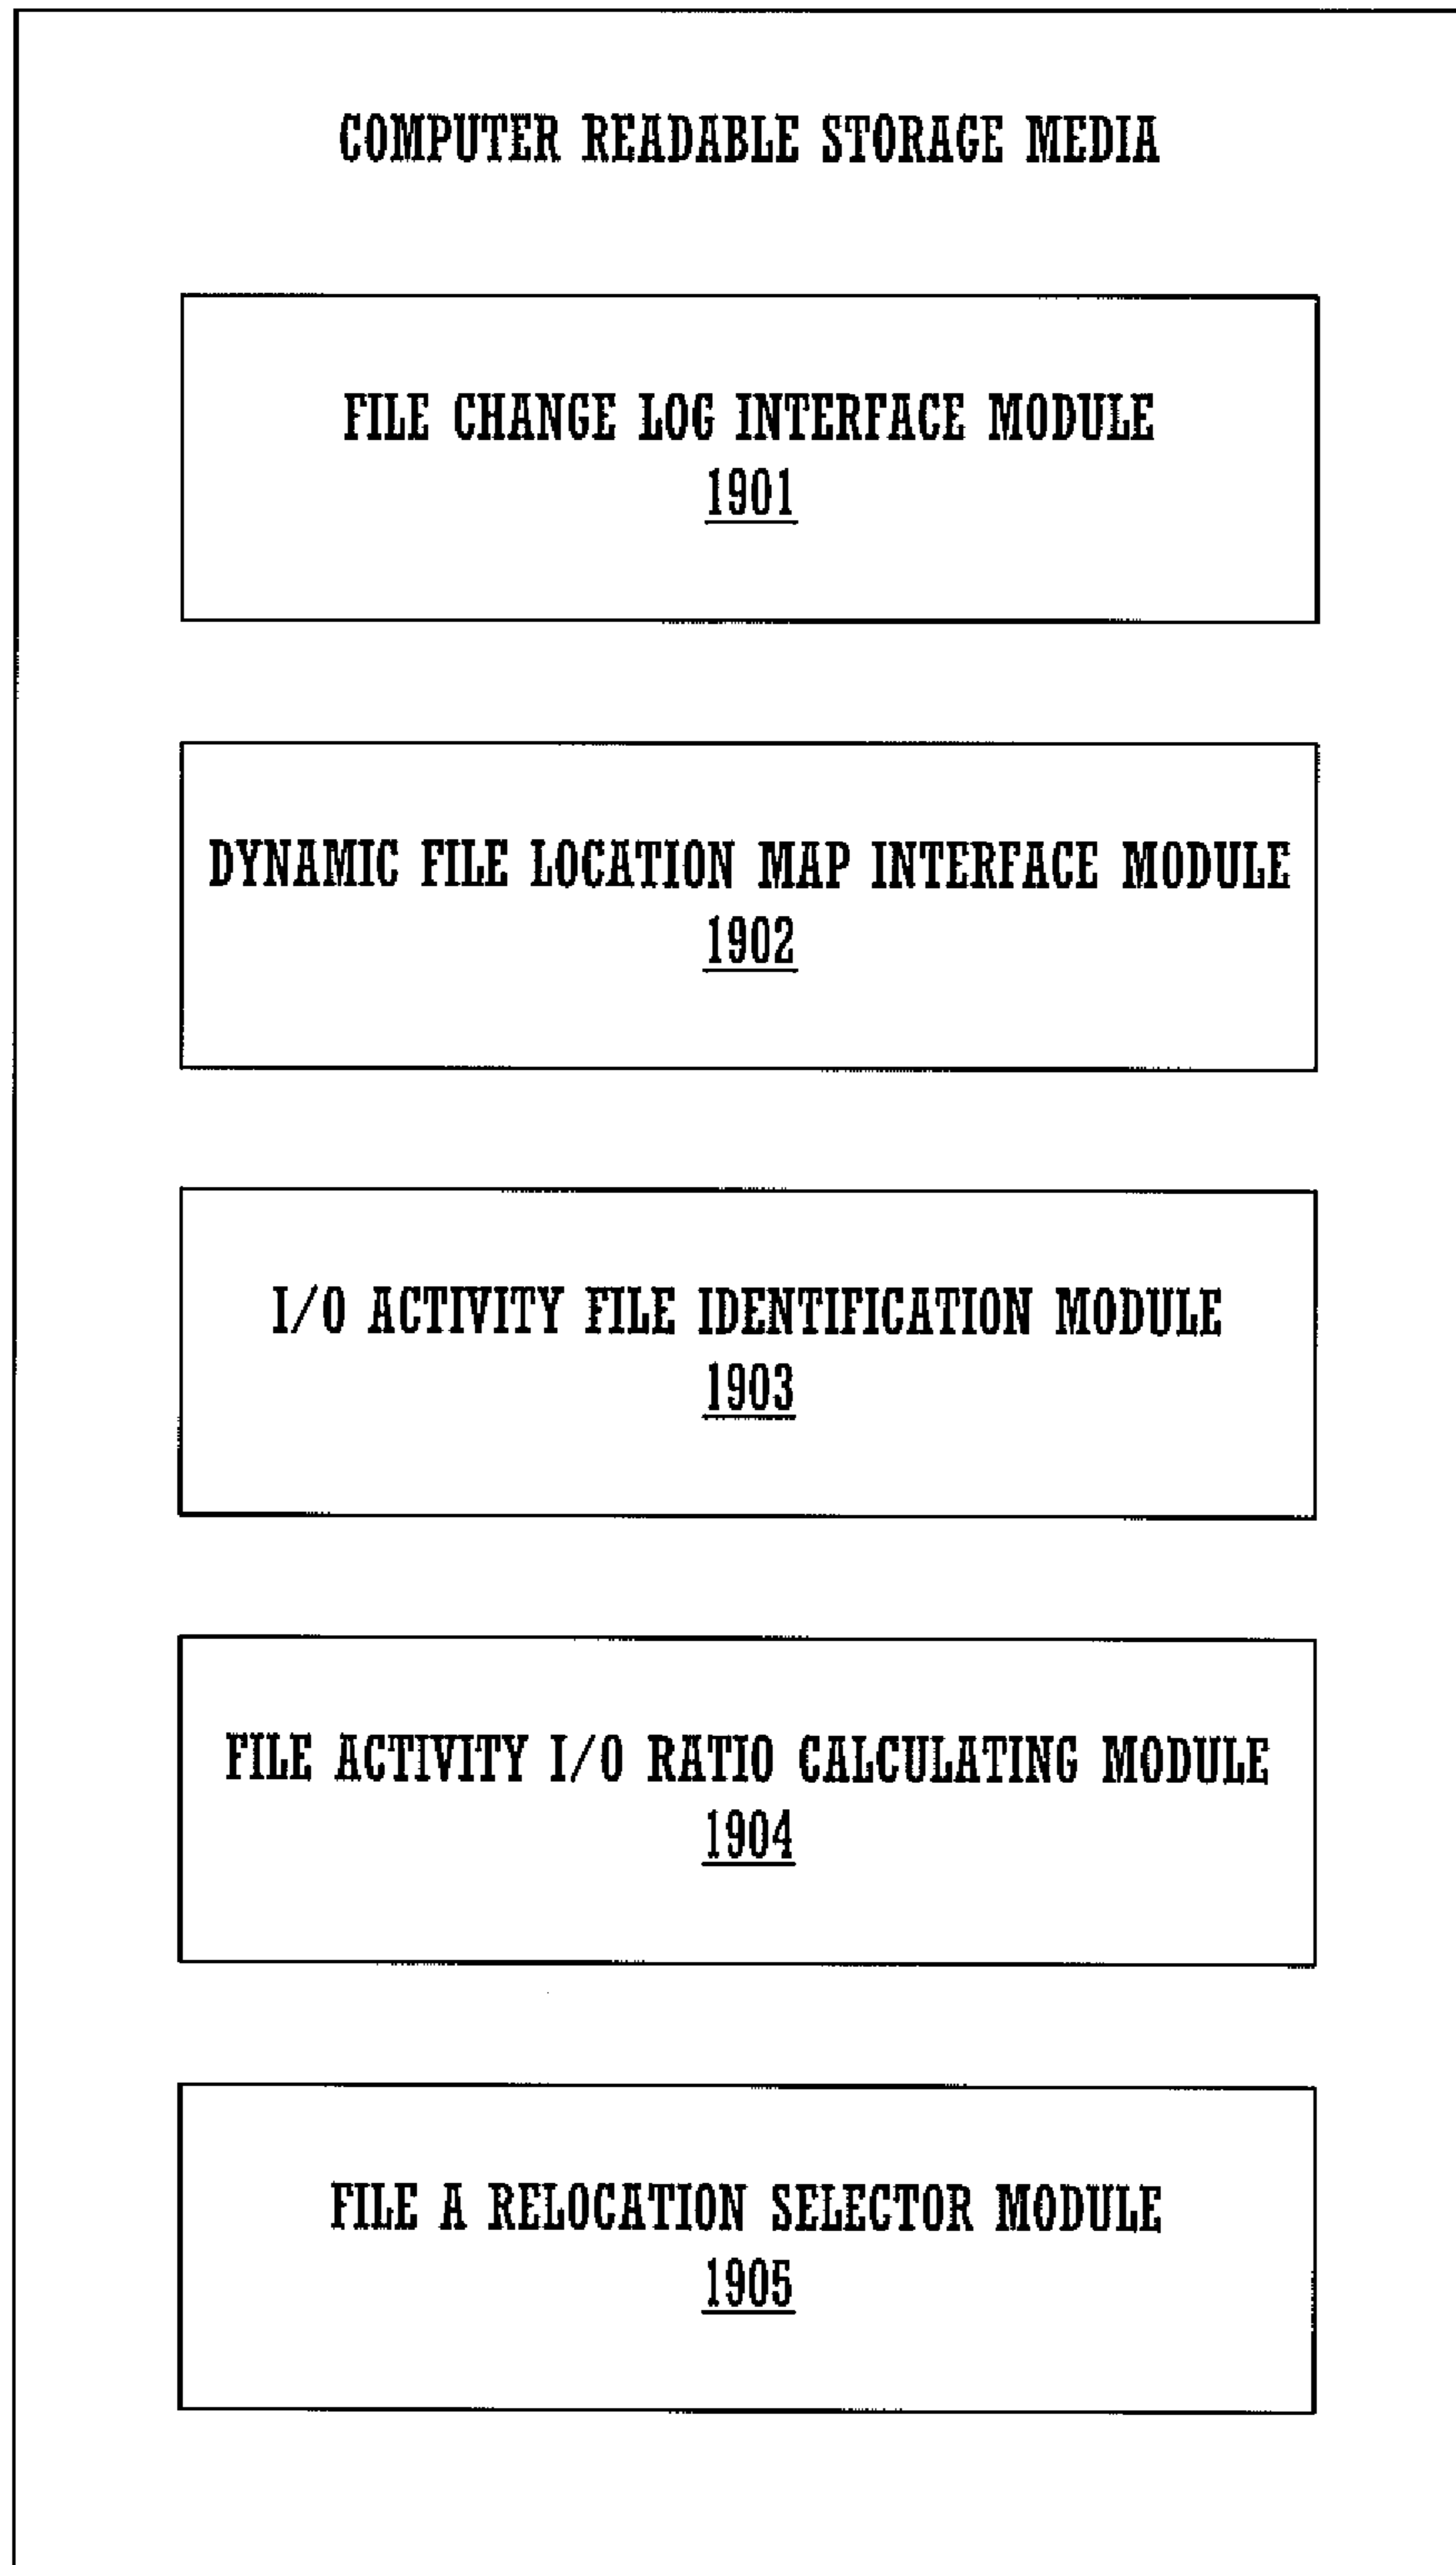 COMPUTER READABLE STORAGE MEDIA
FILE CHANGE LOG INTERFACE MODULE
1901
DYNAMIC FILE LOCATION MAP INTERFACE MODULE
1902
I/O ACTIVITY FILE IDENTIFICATION MODULE
1903
FILE ACTIVITY I/O RATIO CALCULATING MODULE
1904
FILE A RELOCATION SELECTOR MODULE
1905